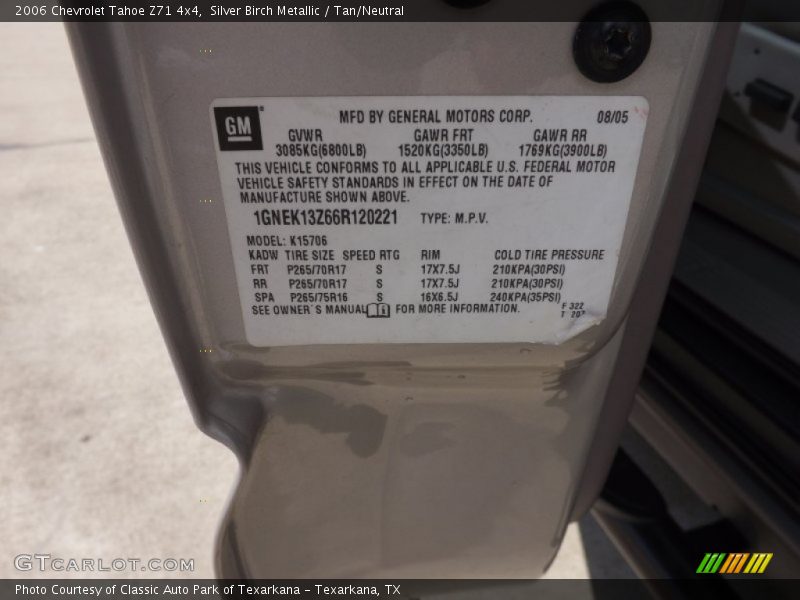 2006 Chevrolet Tahoe Z71 4x4, Silver Birch Metallic / Tan/Neutral
GM
MFD BY GENERAL MOTORS CORP. 08/05
GVWR GAWR FRT GAWR RR
3085KG(6800LB) 1520KG(3350LB) 1769KG(3900LB)
THIS VEHICLE CONFORMS TO ALL APPLICABLE U.S. FEDERAL MOTOR
VEHICLE SAFETY STANDARDS IN EFFECT ON THE DATE OF
MANUFACTURE SHOWN ABOVE.
1GNEK13Z66R120221 TYPE: M.P.V.
MODEL: K15706
KADW TIRE SIZE SPEED RTG RIM COLD TIRE PRESSURE
FRT P265/70R17 S 17X7.5J 210KPA(30PSI)
RR P265/70R17 S 17X7.5J 210KPA(30PSI)
SPA P265/75R16 S 16X6.5J 240KPA(35PSI)
SEE OWNER'S MANUAL FOR MORE INFORMATION.
F 322
T 207
GTCARLOT.COM
Photo Courtesy of Classic Auto Park of Texarkana - Texarkana, TX